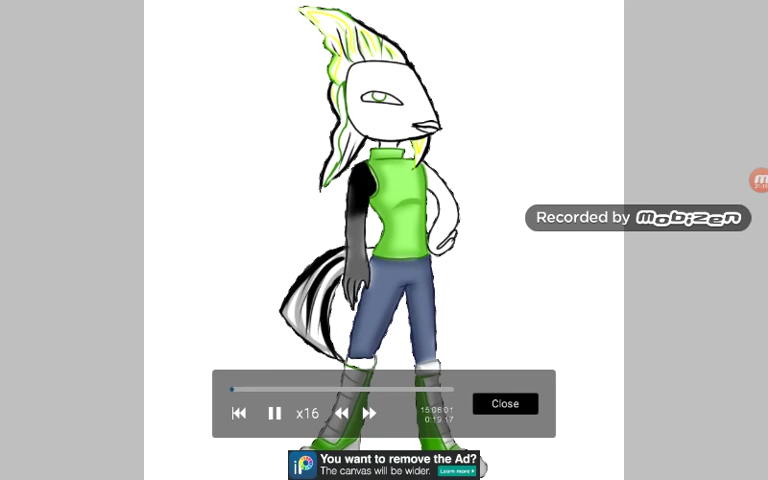 Recorded by mobizen
x16
Close
You want to remove the Ad?
The canvas will be wider.
Learn more